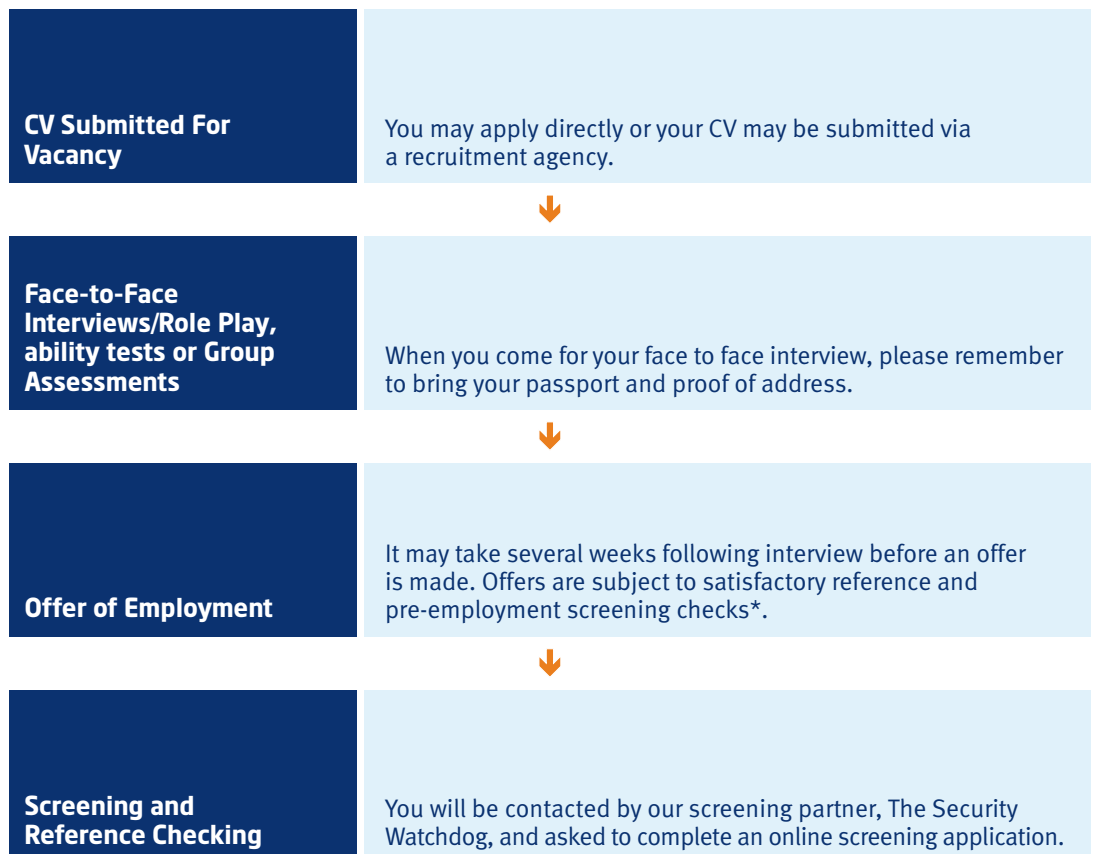 CV Submitted For
Vacancy
You may apply directly or your CV may be submitted via
a recruitment agency.
Face-to-Face
Interviews/Role Play,
ability tests or Group
Assessments
When you come for your face to face interview, please remember
to bring your passport and proof of address.
Offer of Employment
It may take several weeks following interview before an offer
is made. Offers are subject to satisfactory reference and
pre-employment screening checks*.
Screening and
Reference Checking
You will be contacted by our screening partner, The Security
Watchdog, and asked to complete an online screening application.